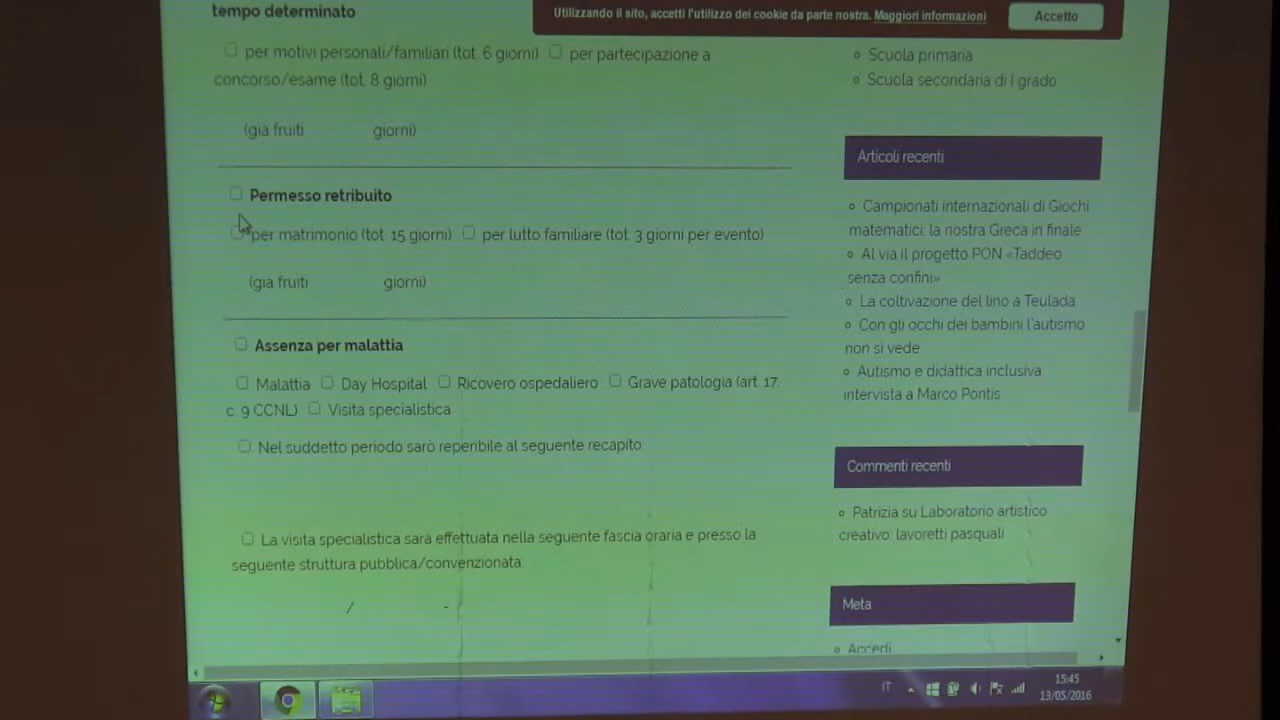 tempo determinato
Utilizzando il sito, accetti l'utilizzo dei cookie da parte nostra. Maggiori informazioni
Accetto
per motivi personali/familiari (tot. 6 giorni) per partecipazione a
concorso/esame (tot. 8 giorni)
(già fruiti giorni)
Permesso retribuito
per matrimonio (tot. 15 giorni) per lutto familiare (tot. 3 giorni per evento)
(già fruiti giorni)
Assenza per malattia
Malattia Day Hospital Ricovero ospedaliero Grave patologia (art. 17,
c. 9 CCNL) Visita specialistica
Nel suddetto periodo sarò reperibile al seguente recapito:
La visita specialistica sarà effettuata nella seguente fascia oraria e presso la
seguente struttura pubblica/convenzionata:
/ -
Scuola primaria
Scuola secondaria di I grado
Articoli recenti
Campionati internazionali di Giochi
matematici: la nostra Greca in finale
Al via il progetto PON «Taddeo
senza confini»
La coltivazione del lino a Teulada
Con gli occhi dei bambini l'autismo
non si vede
Autismo e didattica inclusiva
intervista a Marco Pontis
Commenti recenti
Patrizia su Laboratorio artistico
creativo: lavoretti pasquali
Meta
Accedi
IT
15:45
13/05/2016